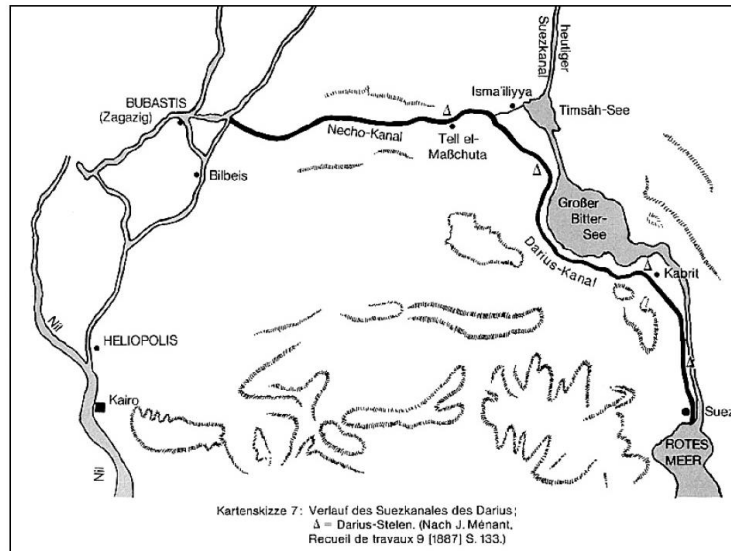 heutiger
Suezkanal
Isma'iliyya
BUBASTIS
(Zagazig)
Δ
Timsâh-See
Necho-Kanal
Tell el-
Maßchuta
Bilbeis
Δ
Großer
Bitter-
See
Darius-Kanal
Δ
Kabrit
Nil
HELIOPOLIS
Δ
Kairo
Suez
ROTES
MEER
Nil
Kartenskizze 7: Verlauf des Suezkanales des Darius;
Δ = Darius-Stelen. (Nach J. Ménant,
Recueil de travaux 9 [1887] S. 133.)